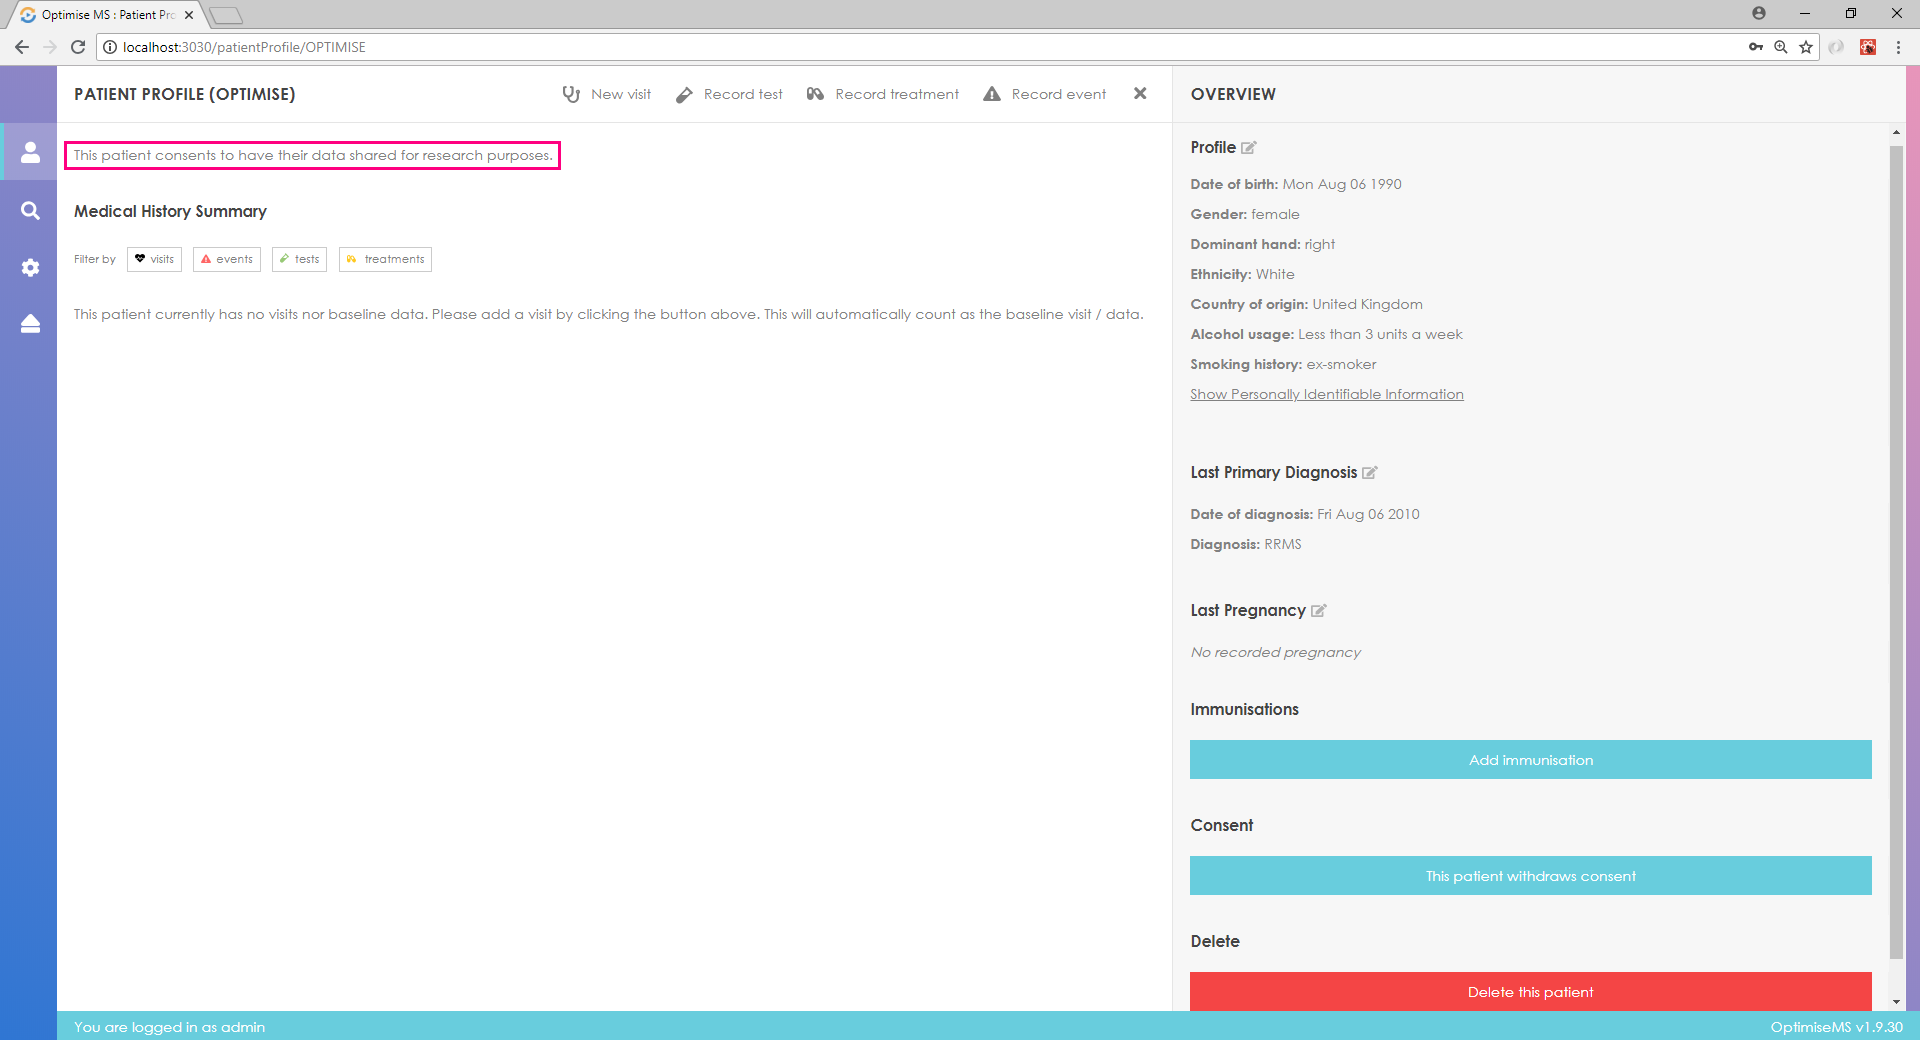 Optimise MS : Patient Pro
localhost:3030/patientProfile/OPTIMISE
PATIENT PROFILE (OPTIMISE)
New visit
Record test
Record treatment
Record event
This patient consents to have their data shared for research purposes.
Medical History Summary
Filter by
visits
events
tests
treatments
This patient currently has no visits nor baseline data. Please add a visit by clicking the button above. This will automatically count as the baseline visit / data.
OVERVIEW
Profile
Date of birth: Mon Aug 06 1990
Gender: female
Dominant hand: right
Ethnicity: White
Country of origin: United Kingdom
Alcohol usage: Less than 3 units a week
Smoking history: ex-smoker
Show Personally Identifiable Information
Last Primary Diagnosis
Date of diagnosis: Fri Aug 06 2010
Diagnosis: RRMS
Last Pregnancy
No recorded pregnancy
Immunisations
Add immunisation
Consent
This patient withdraws consent
Delete
Delete this patient
You are logged in as admin
OptimiseMS v1.9.30